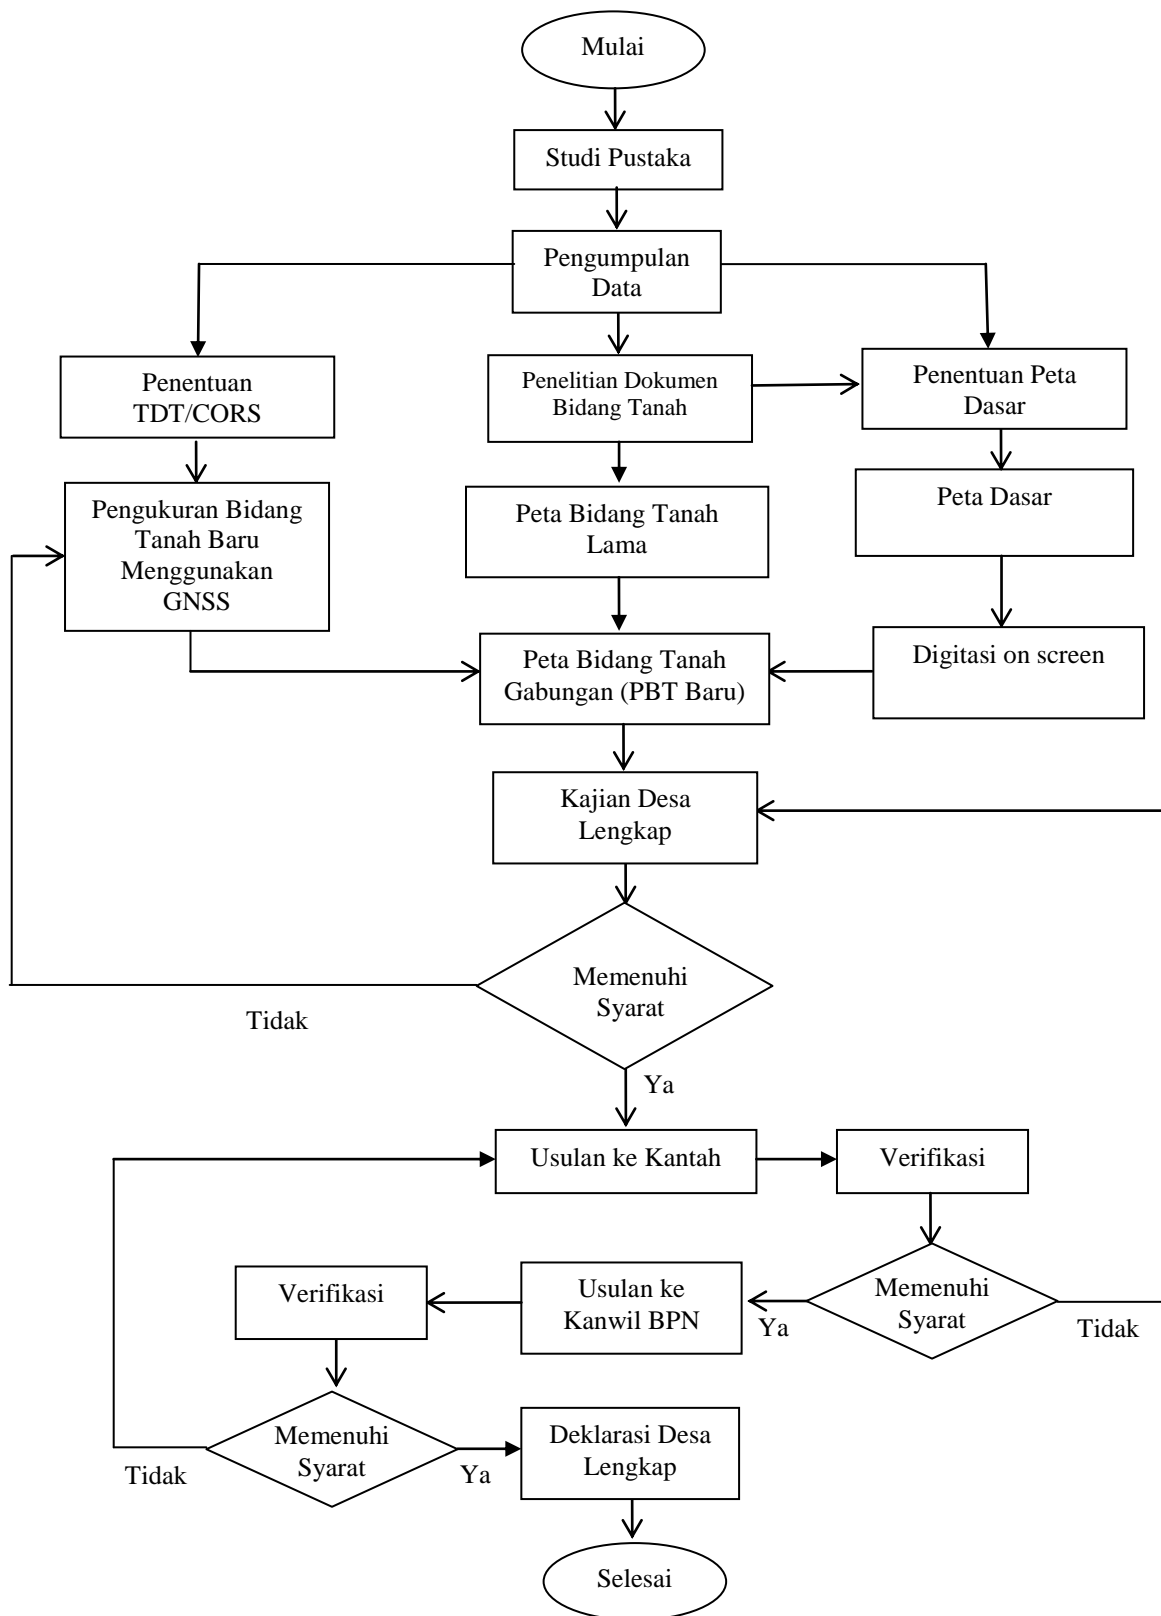 Mulai
Studi Pustaka
Pengumpulan
Data
Penentuan
TDT/CORS
Penelitian Dokumen
Bidang Tanah
Penentuan Peta
Dasar
Pengukuran Bidang
Tanah Baru
Menggunakan
GNSS
Peta Bidang Tanah
Lama
Peta Dasar
Peta Bidang Tanah
Gabungan (PBT Baru)
Digitasi on screen
Kajian Desa
Lengkap
Memenuhi
Syarat
Tidak
Ya
Usulan ke Kantah
Verifikasi
Memenuhi
Syarat
Tidak
Ya
Usulan ke
Kanwil BPN
Verifikasi
Memenuhi
Syarat
Tidak
Ya
Deklarasi Desa
Lengkap
Selesai